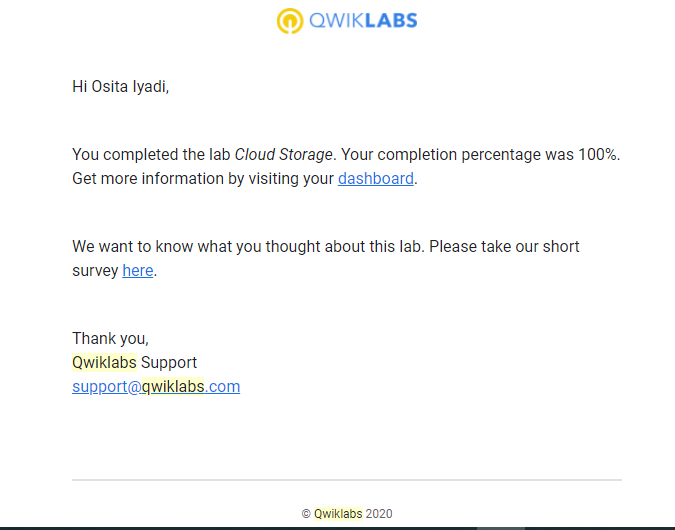 QWIKLABS
Hi Osita Iyadi,
You completed the lab Cloud Storage. Your completion percentage was 100%.
Get more information by visiting your dashboard.
We want to know what you thought about this lab. Please take our short
survey here.
Thank you,
Qwiklabs Support
support@qwiklabs.com
© Qwiklabs 2020